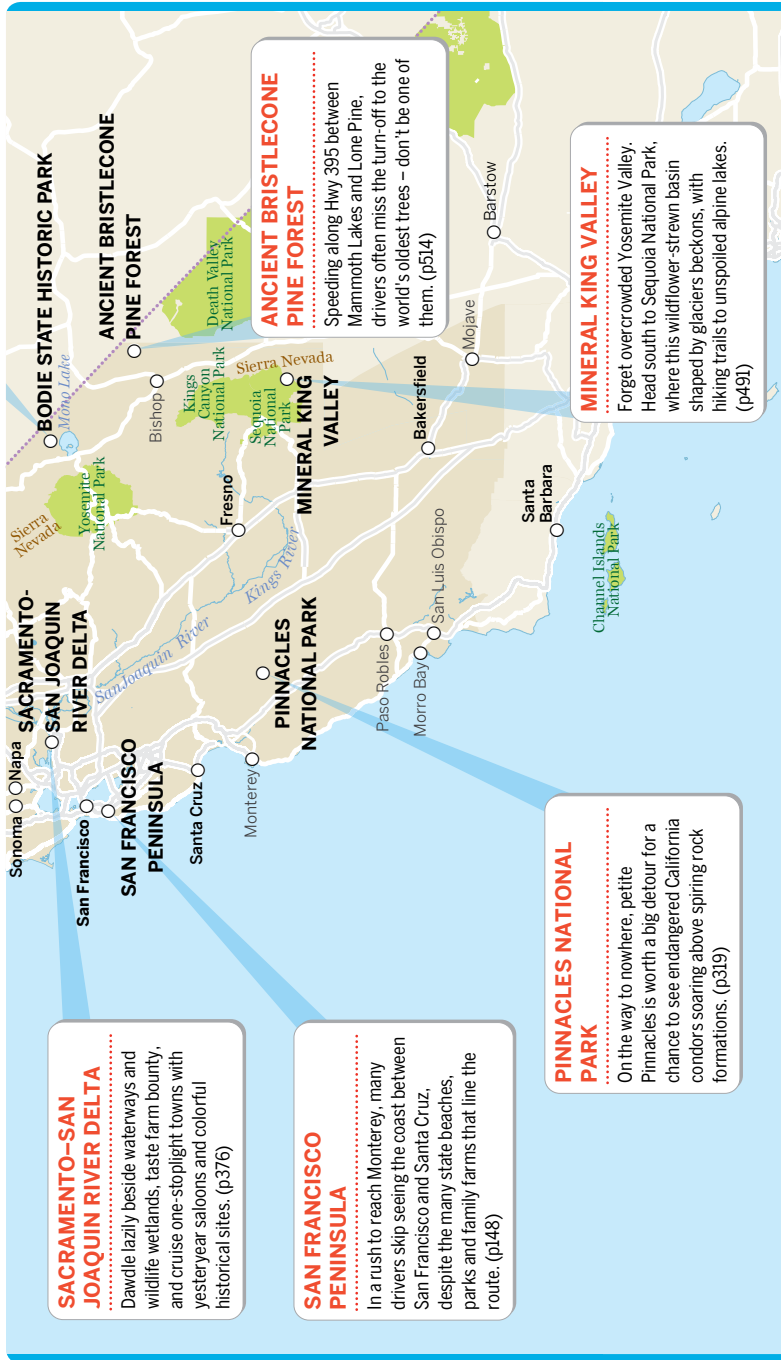 SACRAMENTO–SAN
JOAQUIN RIVER DELTA
Dawdle lazily beside waterways and
wildlife wetlands, taste farm bounty,
and cruise one-stoplight towns with
yesteryear saloons and colorful
historical sites. (p376)
SAN FRANCISCO
PENINSULA
In a rush to reach Monterey, many
drivers skip seeing the coast between
San Francisco and Santa Cruz,
despite the many state beaches,
parks and family farms that line the
route. (p148)
PINNACLES NATIONAL
PARK
On the way to nowhere, petite
Pinnacles is worth a big detour for a
chance to see endangered California
condors soaring above spiring rock
formations. (p319)
Sonoma
Napa
SACRAMENTO-
SAN JOAQUIN
RIVER DELTA
San Francisco
SAN FRANCISCO
PENINSULA
Santa Cruz
Monterey
PINNACLES
NATIONAL PARK
SanJoaquin River
Kings River
Paso Robles
Morro Bay
San Luis Obispo
Sierra
Nevada
Yosemite
National Park
Fresno
BODIE STATE HISTORIC PARK
Mono Lake
Bishop
ANCIENT BRISTLECONE
PINE FOREST
Kings
Canyon
National Park
Sierra Nevada
Sequoia
National
Park
MINERAL KING
VALLEY
Death Valley
National Park
Bakersfield
Mojave
Barstow
Santa
Barbara
Channel Islands
National Park
ANCIENT BRISTLECONE
PINE FOREST
Speeding along Hwy 395 between
Mammoth Lakes and Lone Pine,
drivers often miss the turn-off to the
world's oldest trees – don't be one of
them. (p514)
MINERAL KING VALLEY
Forget overcrowded Yosemite Valley.
Head south to Sequoia National Park,
where this wildflower-strewn basin
shaped by glaciers beckons, with
hiking trails to unspoiled alpine lakes.
(p491)